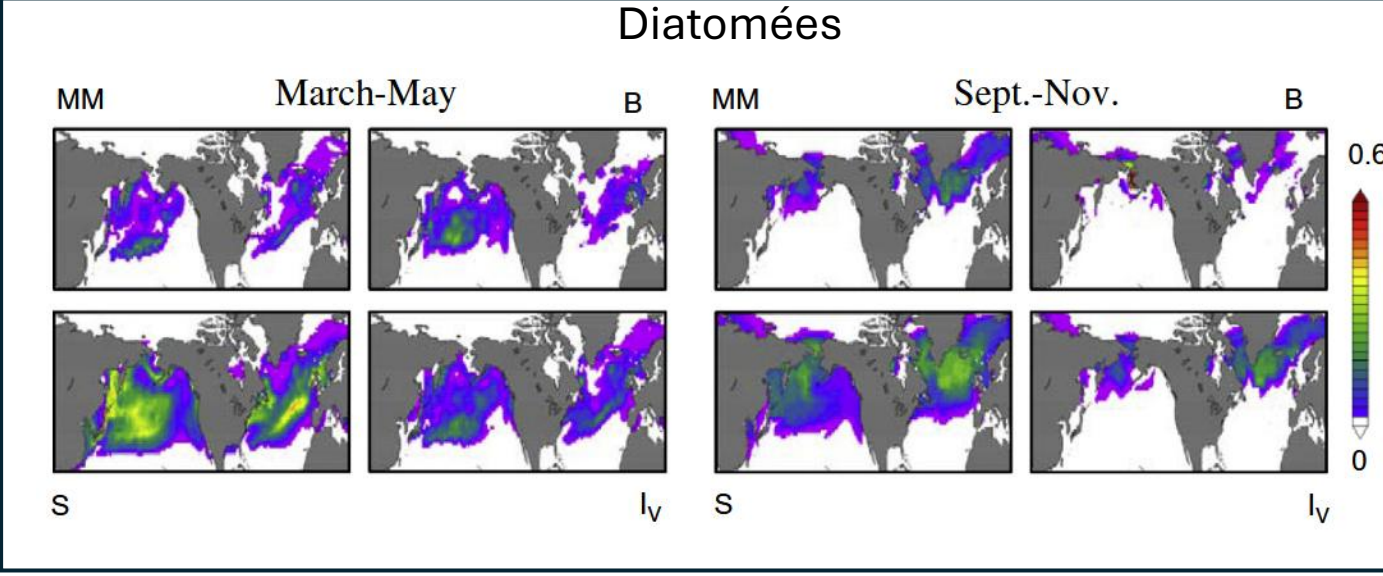 Diatomées
MM March-May B MM Sept.-Nov. B
0.6
0
S IV S IV